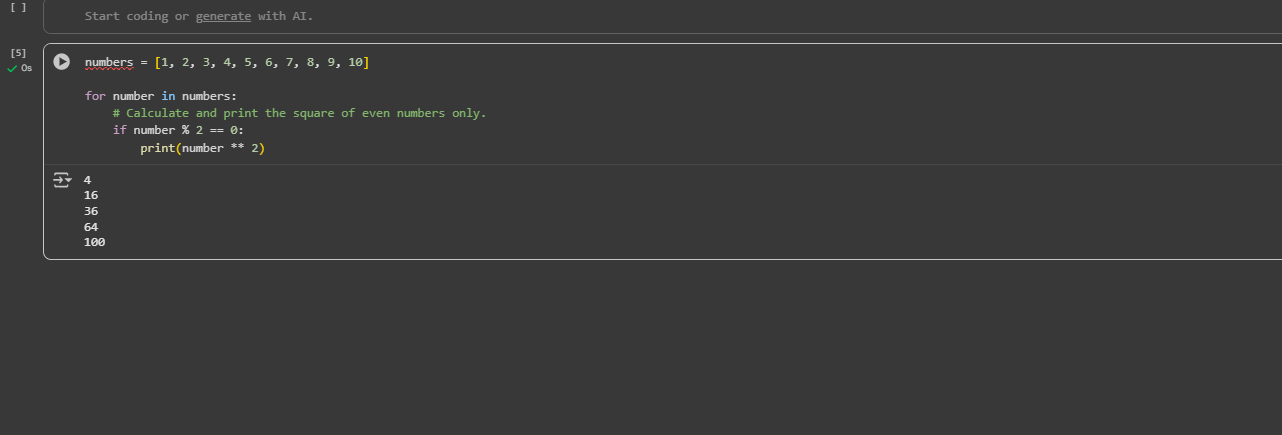 [ ]
Start coding or generate with AI.
[5]
0s
numbers = [1, 2, 3, 4, 5, 6, 7, 8, 9, 10]
for number in numbers:
# Calculate and print the square of even numbers only.
if number % 2 == 0:
print(number ** 2)
4
16
36
64
100